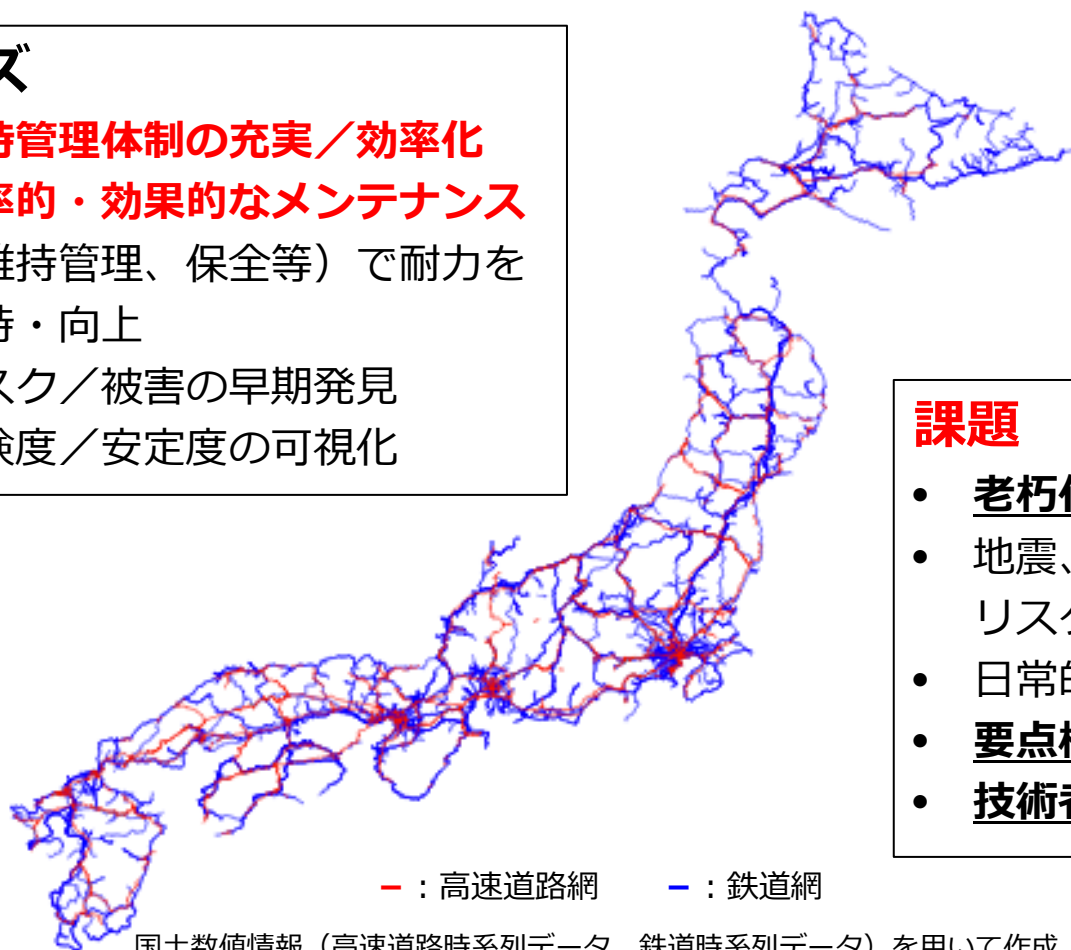 ズ
持管理体制の充実／効率化
率的・効果的なメンテナンス
維持管理、保全等）で耐力を
持・向上
スク／被害の早期発見
険度／安定度の可視化
課題
• 老朽
• 地震、
リスク
• 日常的
• 要点
• 技術者
－：高速道路網 －：鉄道網
国土数値情報（高速道路時系列データ、鉄道時系列データ）を用いて作成